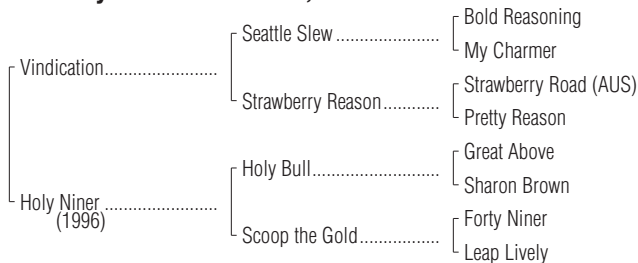 Bold Reasoning
Seattle Slew
My Charmer
Vindication
Strawberry Road (AUS)
Strawberry Reason
Pretty Reason
Great Above
Holy Bull
Sharon Brown
Holy Niner
(1996)
Forty Niner
Scoop the Gold
Leap Lively